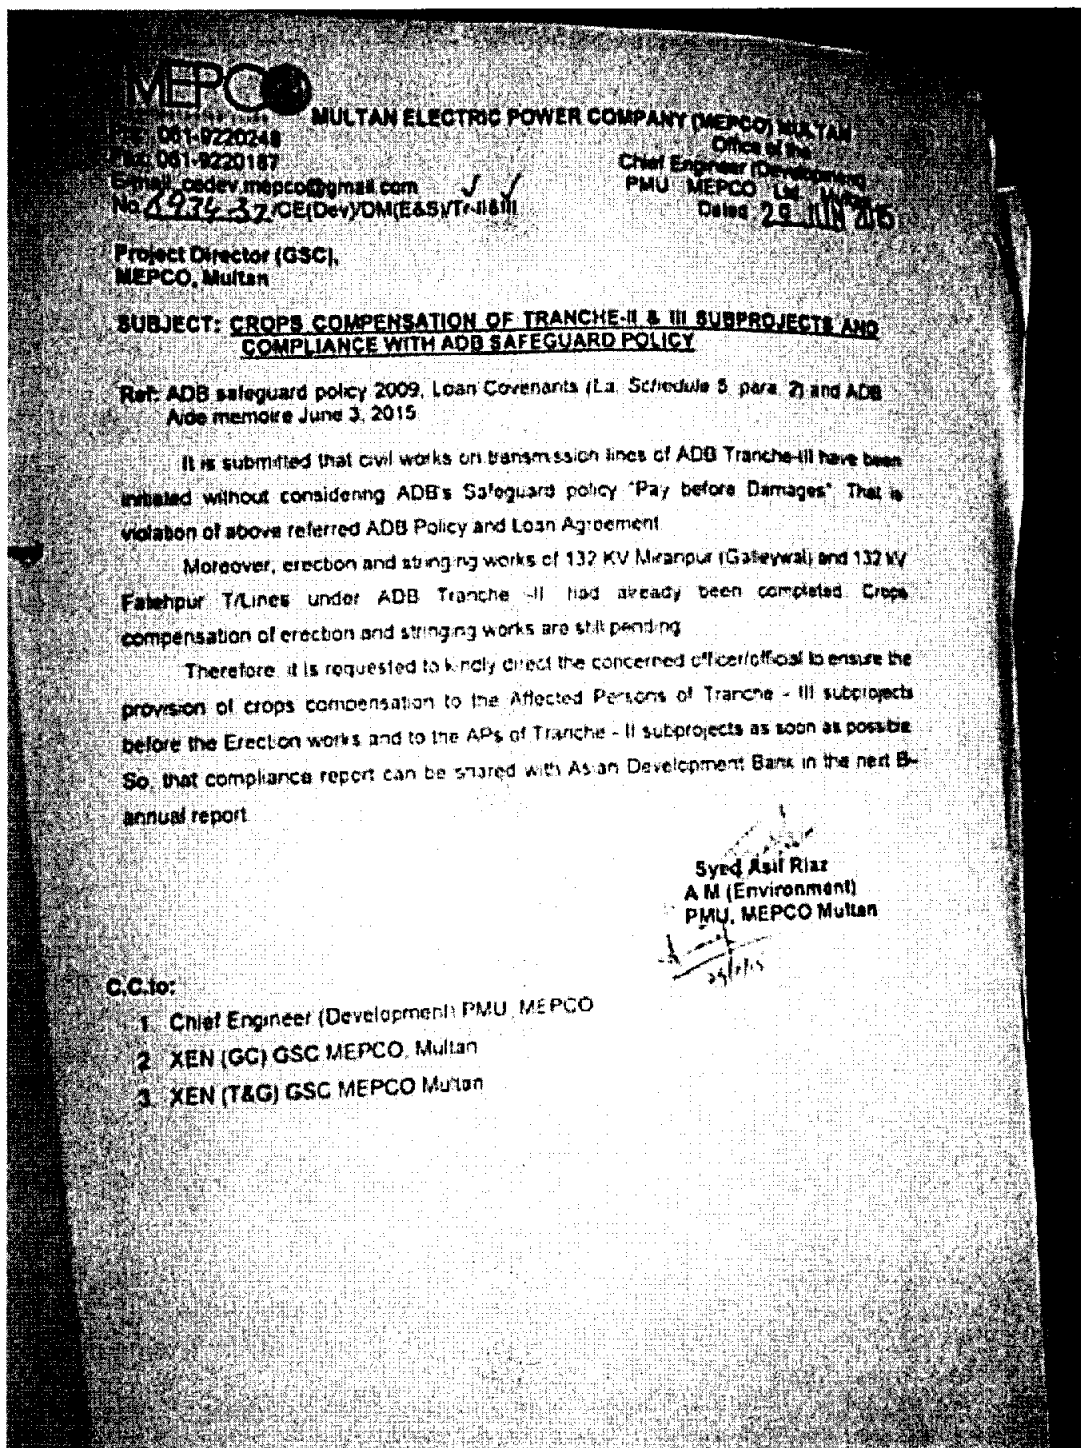 MEPCO
MULTAN ELECTRIC POWER COMPANY (MEPCO) MULTAN
061-9220248
Fax: 061-9220187
E-mail: cedev.mepco@gmail.com
No. 6934-37/CE(Dev)/DM(E&S)/Tr-II&III
Office of the
Chief Engineer (Development)
PMU MEPCO Ltd. Multan
Dated 29 JUN 2015
Project Director (GSC),
MEPCO, Multan
SUBJECT: CROPS COMPENSATION OF TRANCHE-II & III SUBPROJECTS AND
COMPLIANCE WITH ADB SAFEGUARD POLICY
Ref: ADB safeguard policy 2009, Loan Covenants (La, Schedule 5, para, 2) and ADB
Aide memoire June 3, 2015
It is submitted that civil works on transmission lines of ADB Tranche-III have been
initiated without considering ADB's Safeguard policy "Pay before Damages". That is
violation of above referred ADB Policy and Loan Agreement.
Moreover, erection and stringing works of 132 KV Miranpur (Galleywal) and 132 kV
Fatehpur T/Lines under ADB Tranche -II had already been completed. Crops
compensation of erection and stringing works are still pending
Therefore, it is requested to kindly direct the concerned officer/official to ensure the
provision of crops compensation to the Affected Persons of Tranche - III subprojects
before the Erection works and to the APs of Tranche - II subprojects as soon as possible
So, that compliance report can be shared with Asian Development Bank in the next B-
annual report.
Syed Asif Riaz
A M (Environment)
PMU, MEPCO Multan
C.C.to:
1. Chief Engineer (Development) PMU, MEPCO
2. XEN (GC) GSC MEPCO, Multan
3. XEN (T&G) GSC MEPCO Multan